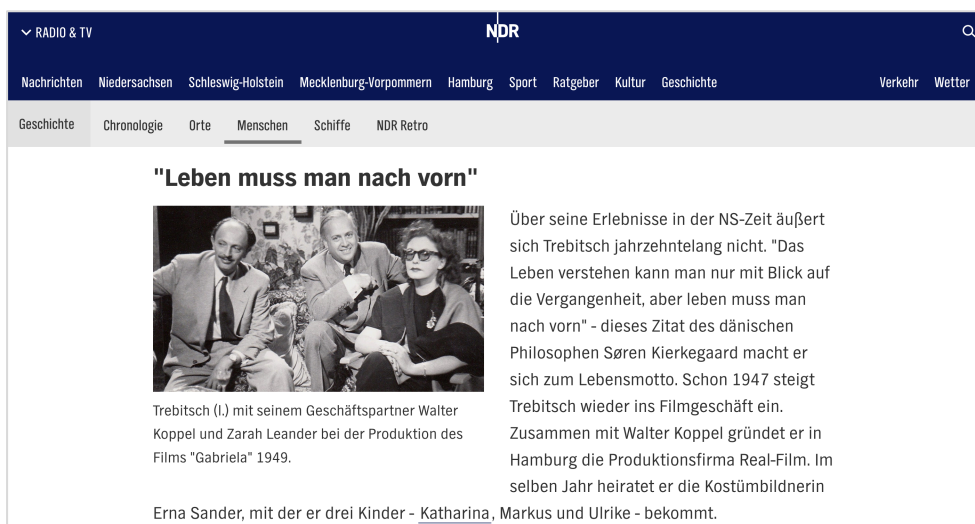 RADIO & TV
NDR
Nachrichten Niedersachsen Schleswig-Holstein Mecklenburg-Vorpommern Hamburg Sport Ratgeber Kultur Geschichte Verkehr Wetter
Geschichte Chronologie Orte Menschen Schiffe NDR Retro
"Leben muss man nach vorn"
Trebitsch (l.) mit seinem Geschäftspartner Walter
Koppel und Zarah Leander bei der Produktion des
Films "Gabriela" 1949.
Über seine Erlebnisse in der NS-Zeit äußert
sich Trebitsch jahrzehntelang nicht. "Das
Leben verstehen kann man nur mit Blick auf
die Vergangenheit, aber leben muss man
nach vorn" - dieses Zitat des dänischen
Philosophen Søren Kierkegaard macht er
sich zum Lebensmotto. Schon 1947 steigt
Trebitsch wieder ins Filmgeschäft ein.
Zusammen mit Walter Koppel gründet er in
Hamburg die Produktionsfirma Real-Film. Im
selben Jahr heiratet er die Kostümbildnerin
Erna Sander, mit der er drei Kinder - Katharina, Markus und Ulrike - bekommt.